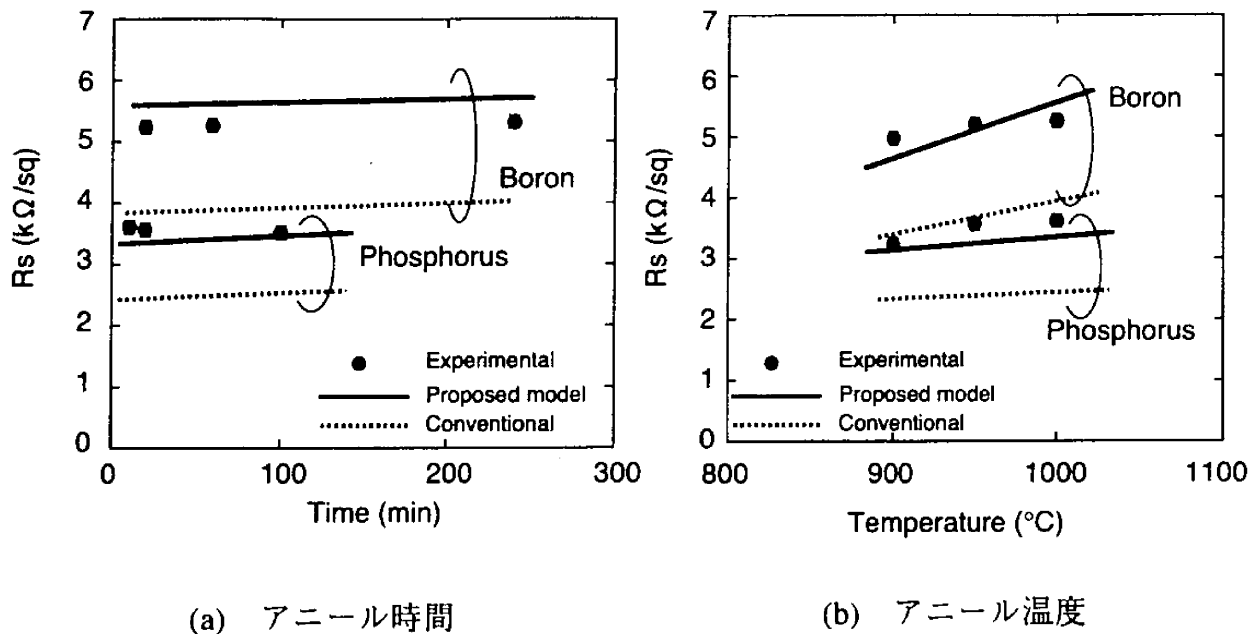 7
6
5
4
3
2
1
0
Rs (kΩ/sq)
Boron
Phosphorus
Experimental
Proposed model
Conventional
0 100 200 300
Time (min)
(a) アニール時間
7
6
5
4
3
2
1
0
Rs (kΩ/sq)
Boron
Phosphorus
Experimental
Proposed model
Conventional
800 900 1000 1100
Temperature (°C)
(b) アニール温度